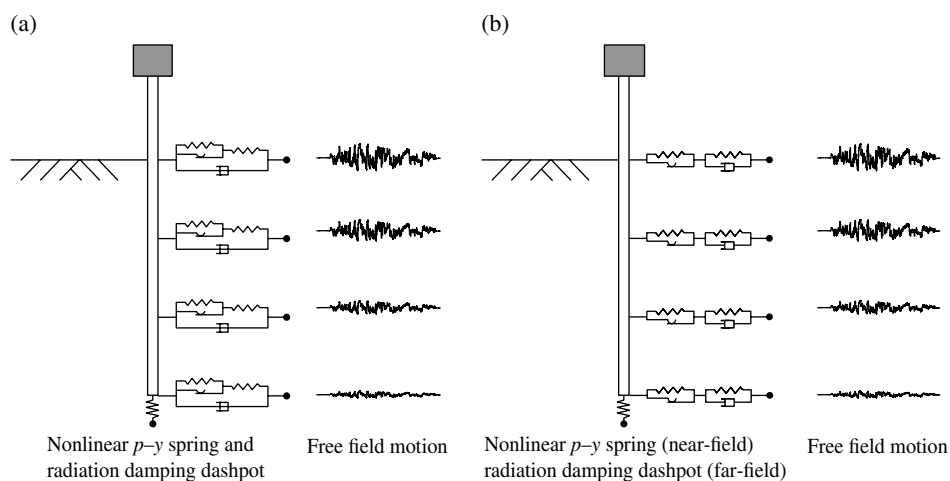 (a)
(b)
Nonlinear p–y spring and
radiation damping dashpot
Free field motion
Nonlinear p–y spring (near-field)
radiation damping dashpot (far-field)
Free field motion